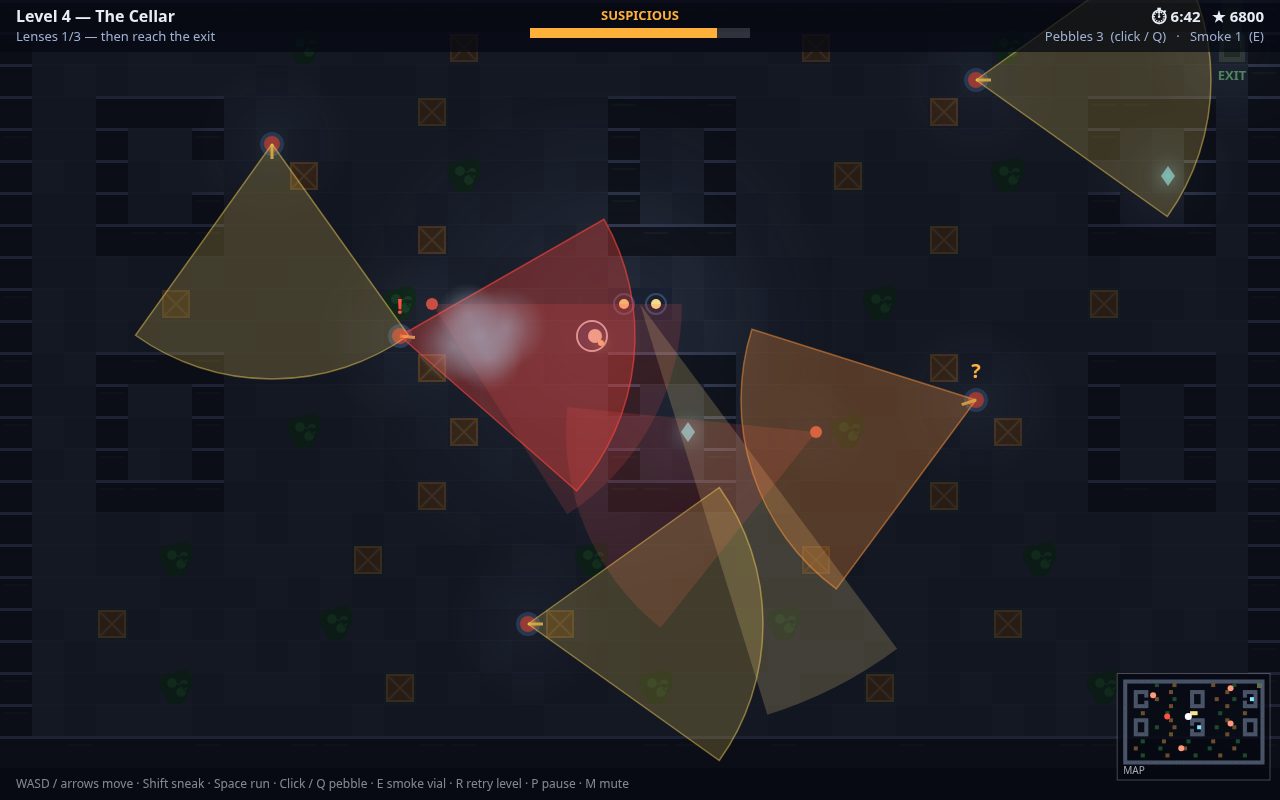 Level 4 — The Cellar
Lenses 1/3 — then reach the exit
SUSPICIOUS
6:42 ★ 6800
Pebbles 3 (click / Q) · Smoke 1 (E)
EXIT
!
?
MAP
WASD / arrows move · Shift sneak · Space run · Click / Q pebble · E smoke vial · R retry level · P pause · M mute